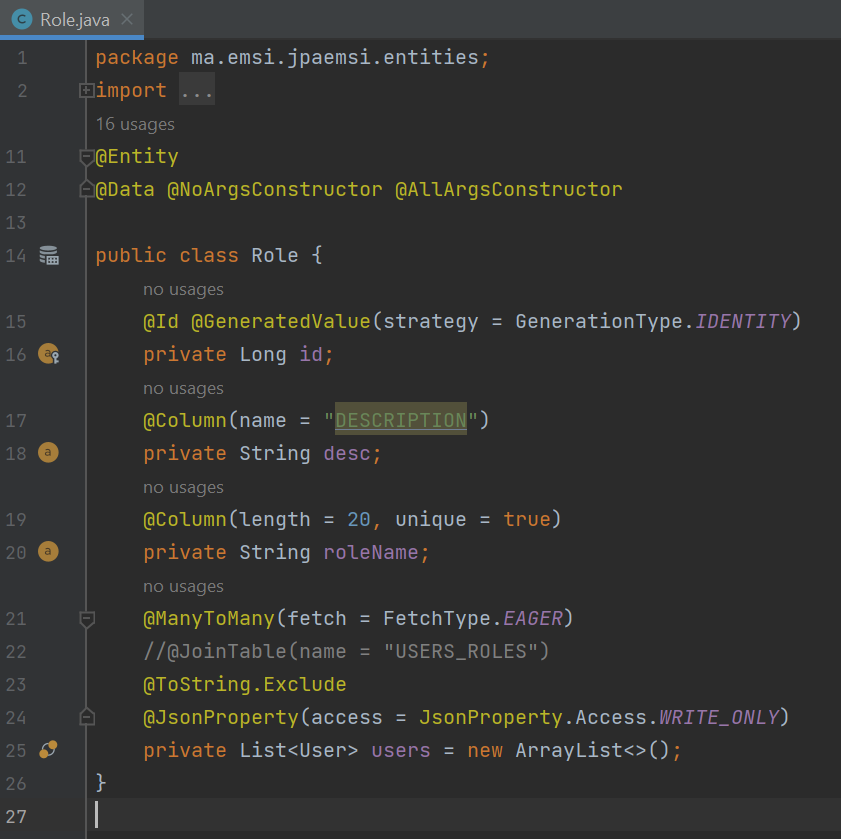 Role.java
1 package ma.emsi.jpaemsi.entities;
2 import ...
16 usages
11 @Entity
12 @Data @NoArgsConstructor @AllArgsConstructor
13
14 public class Role {
no usages
15 @Id @GeneratedValue(strategy = GenerationType.IDENTITY)
16 private Long id;
no usages
17 @Column(name = "DESCRIPTION")
18 private String desc;
no usages
19 @Column(length = 20, unique = true)
20 private String roleName;
no usages
21 @ManyToMany(fetch = FetchType.EAGER)
22 //@JoinTable(name = "USERS_ROLES")
23 @ToString.Exclude
24 @JsonProperty(access = JsonProperty.Access.WRITE_ONLY)
25 private List<User> users = new ArrayList<>();
26 }
27